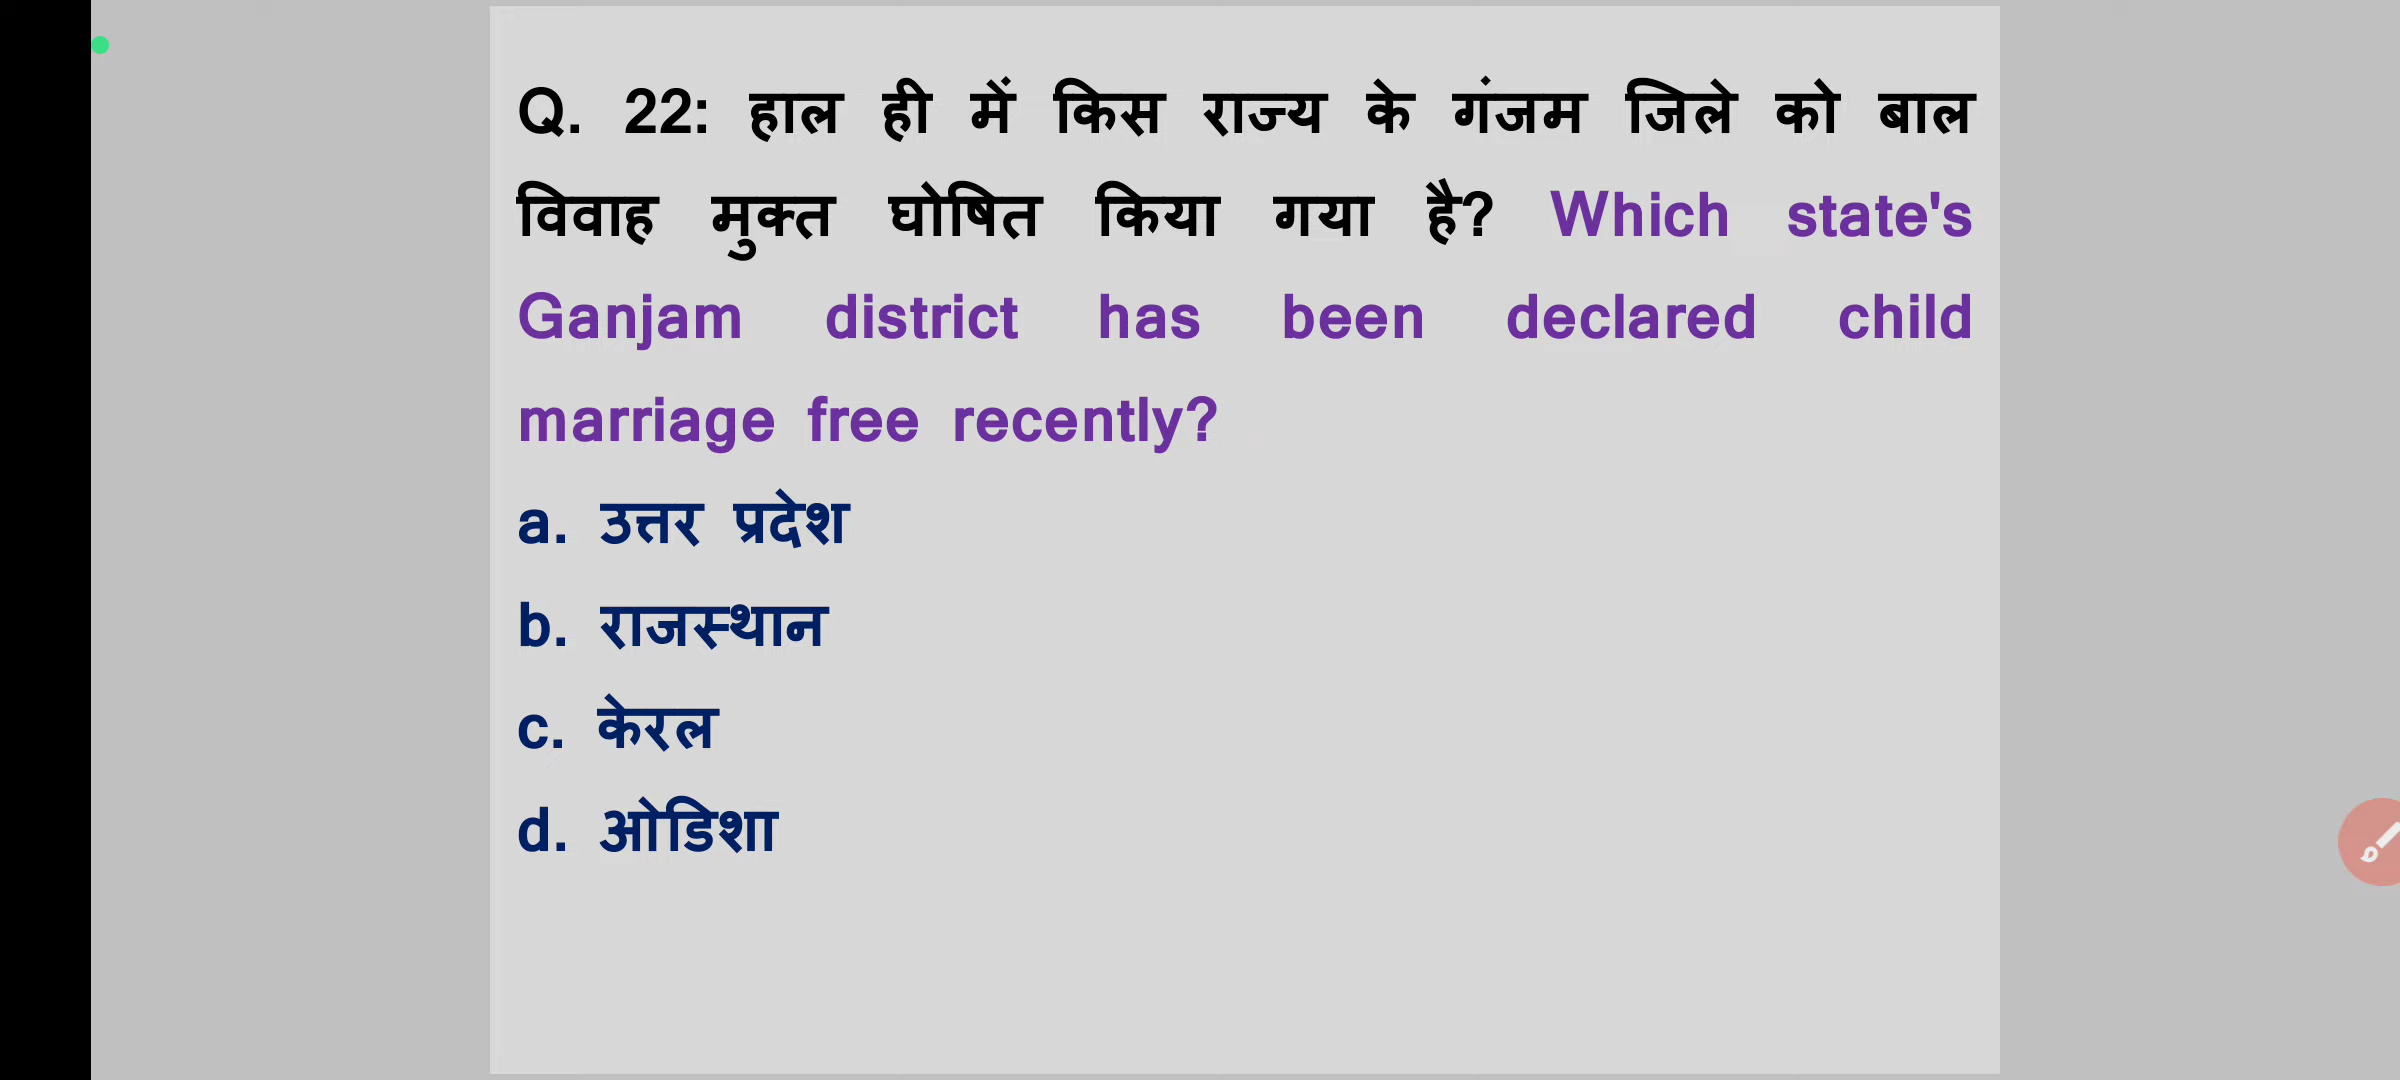 Q. 22: हाल ही में किस राज्य के गंजम जिले को बाल
विवाह मुक्त घोषित किया गया है? Which state's
Ganjam district has been declared child
marriage free recently?
a. उत्तर प्रदेश
b. राजस्थान
c. केरल
d. ओडिशा